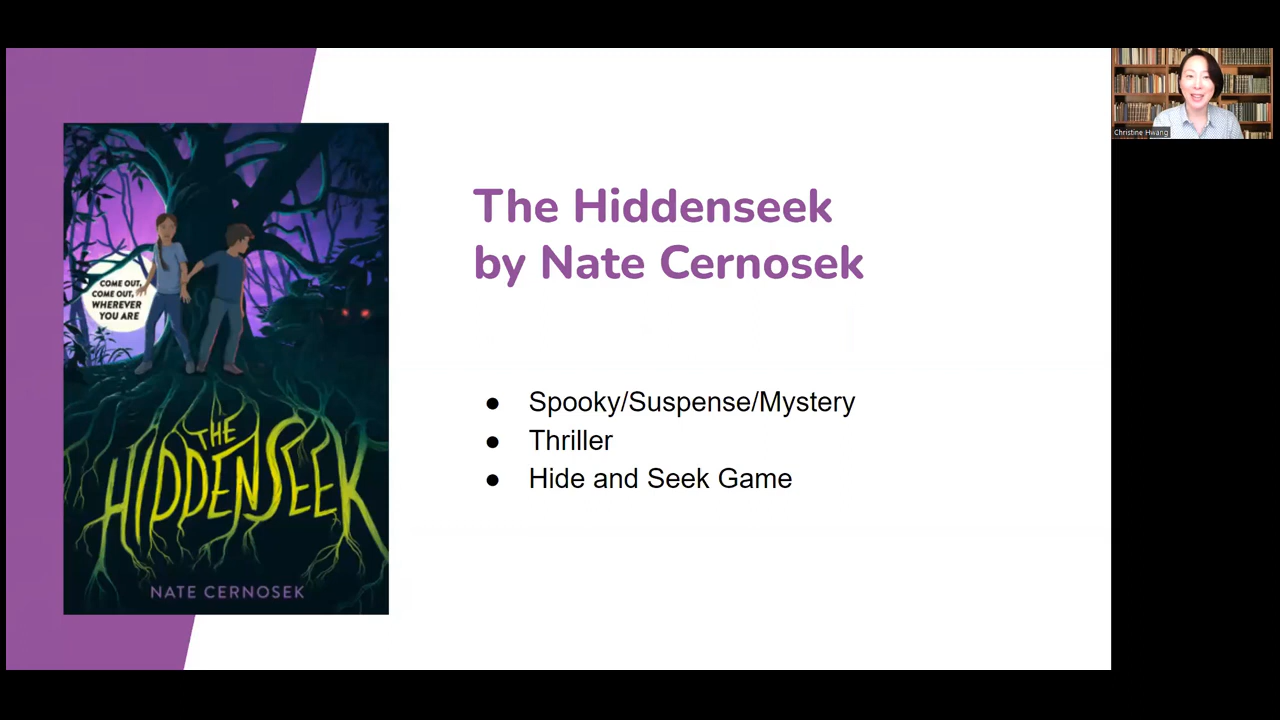 COME OUT,
COME OUT,
WHEREVER
YOU ARE
THE
HIDDENSEEK
NATE CERNOSEK
The Hiddenseek
by Nate Cernosek
● Spooky/Suspense/Mystery
● Thriller
● Hide and Seek Game
Christine Hwang